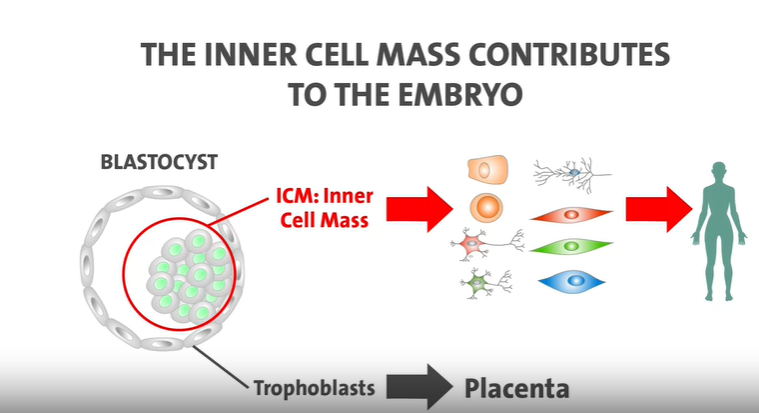 THE INNER CELL MASS CONTRIBUTES
TO THE EMBRYO
BLASTOCYST
ICM: Inner
Cell Mass
Trophoblasts
Placenta